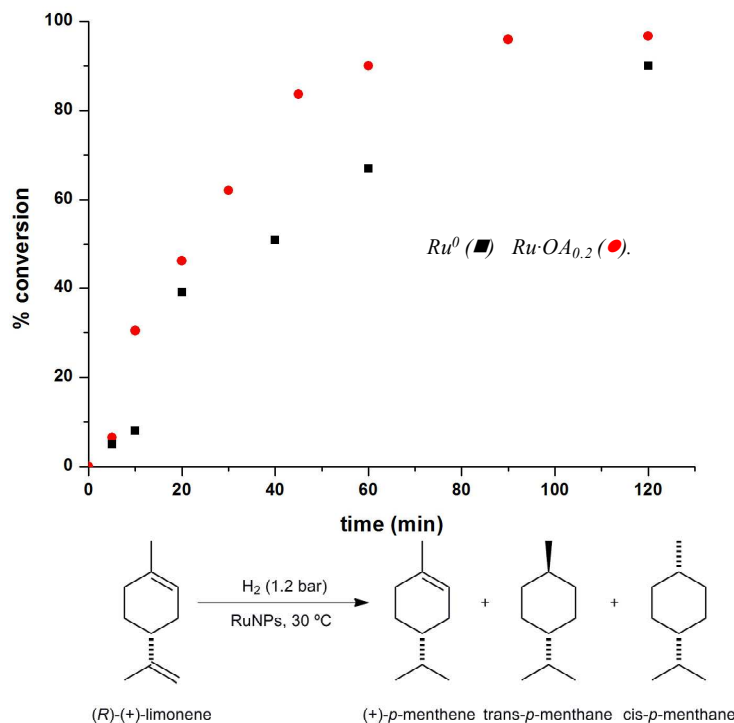 100
80
60
40
20
0
% conversion
Ru⁰ (■) Ru·OA₀.₂ (●).
0 20 40 60 80 100 120
time (min)
H₂ (1.2 bar)
RuNPs, 30 ºC
+ +
(R)-(+)-limonene (+)-p-menthene trans-p-menthane cis-p-menthane